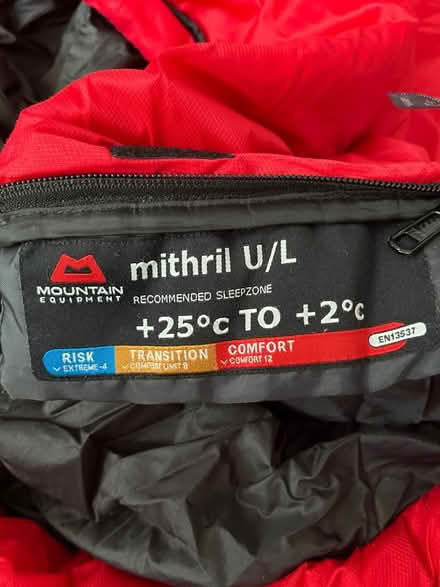 mithril U/L
MOUNTAIN
EQUIPMENT
RECOMMENDED SLEEPZONE
+25°c TO +2°c
EN13537
RISK
EXTREME -4
TRANSITION
COMFORT LIMIT 8
COMFORT
COMFORT 12